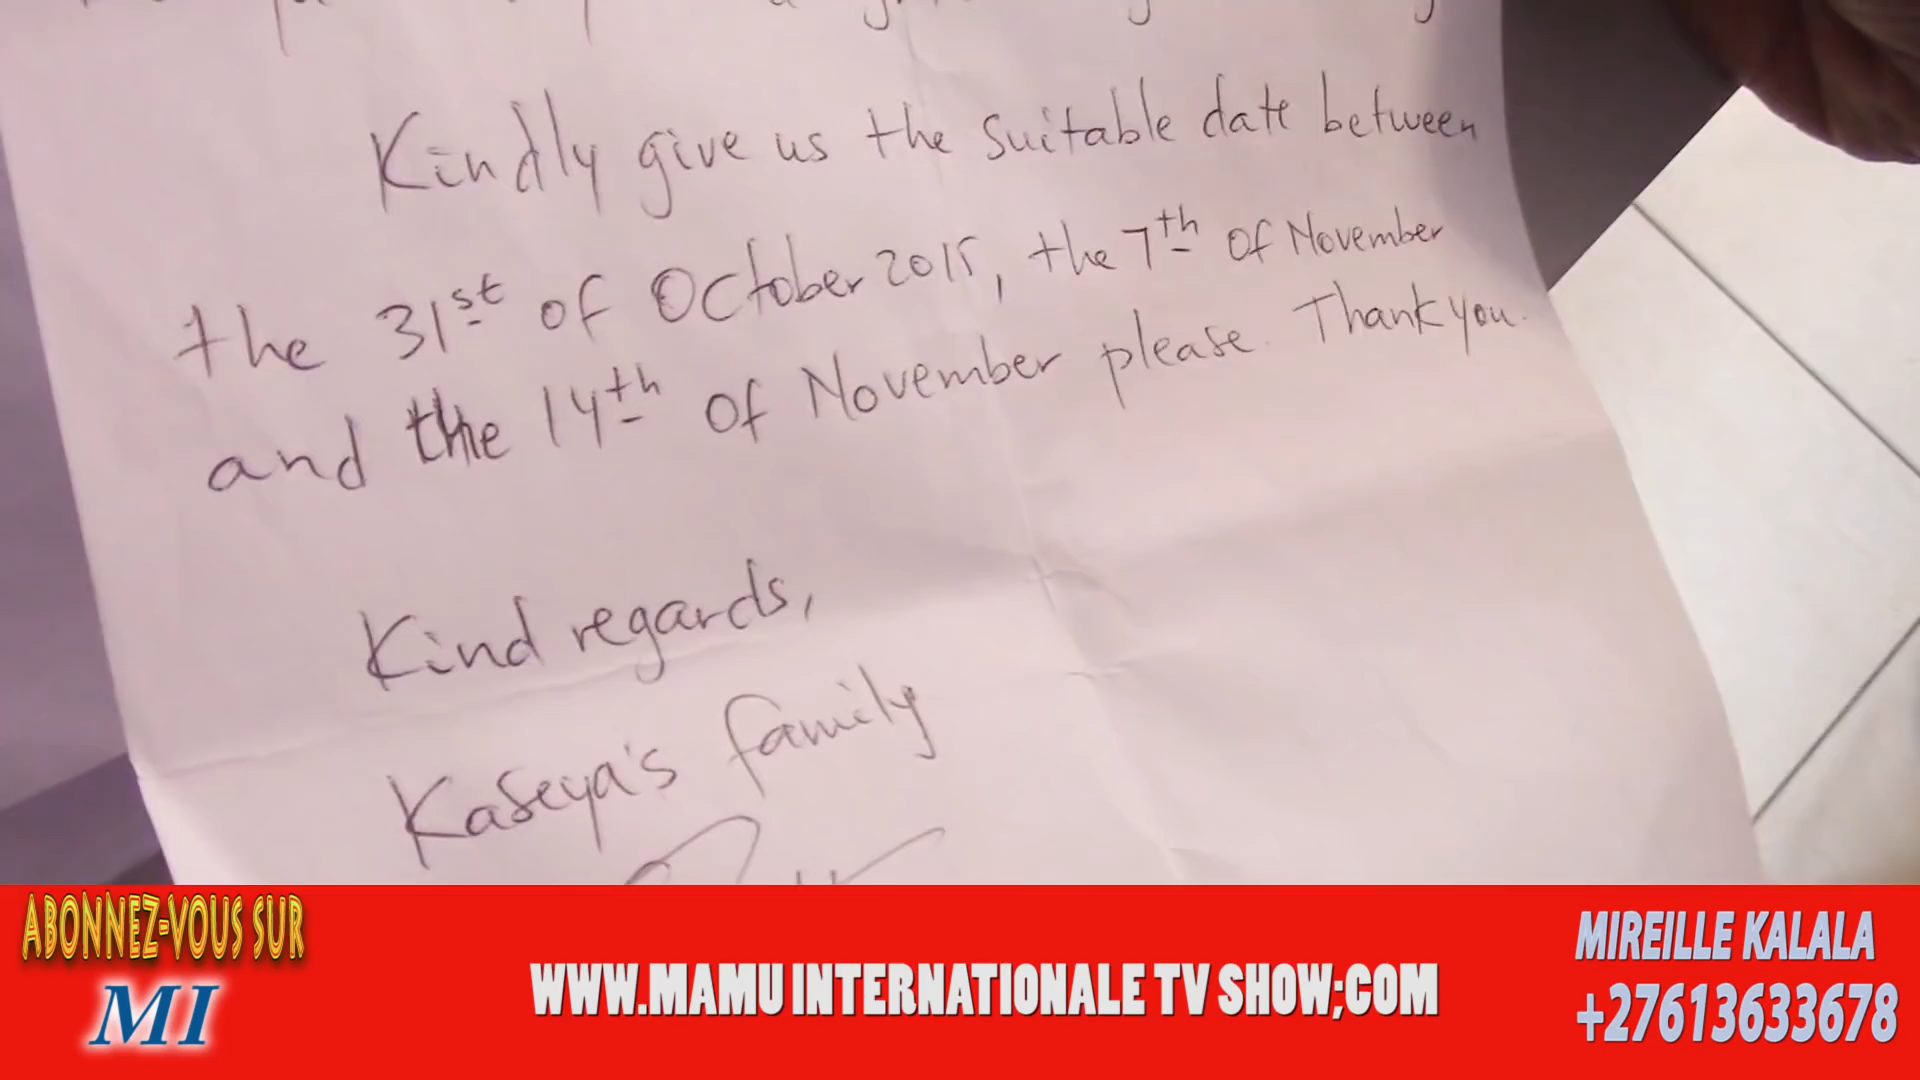 Kindly give us the suitable date between
the 31st of October 2015, the 7th of November
and the 14th of November please. Thank you.
Kind regards,
Kaseya's family
ABONNEZ-VOUS SUR
MI
WWW.MAMU INTERNATIONALE TV SHOW;COM
MIREILLE KALALA
+27613633678